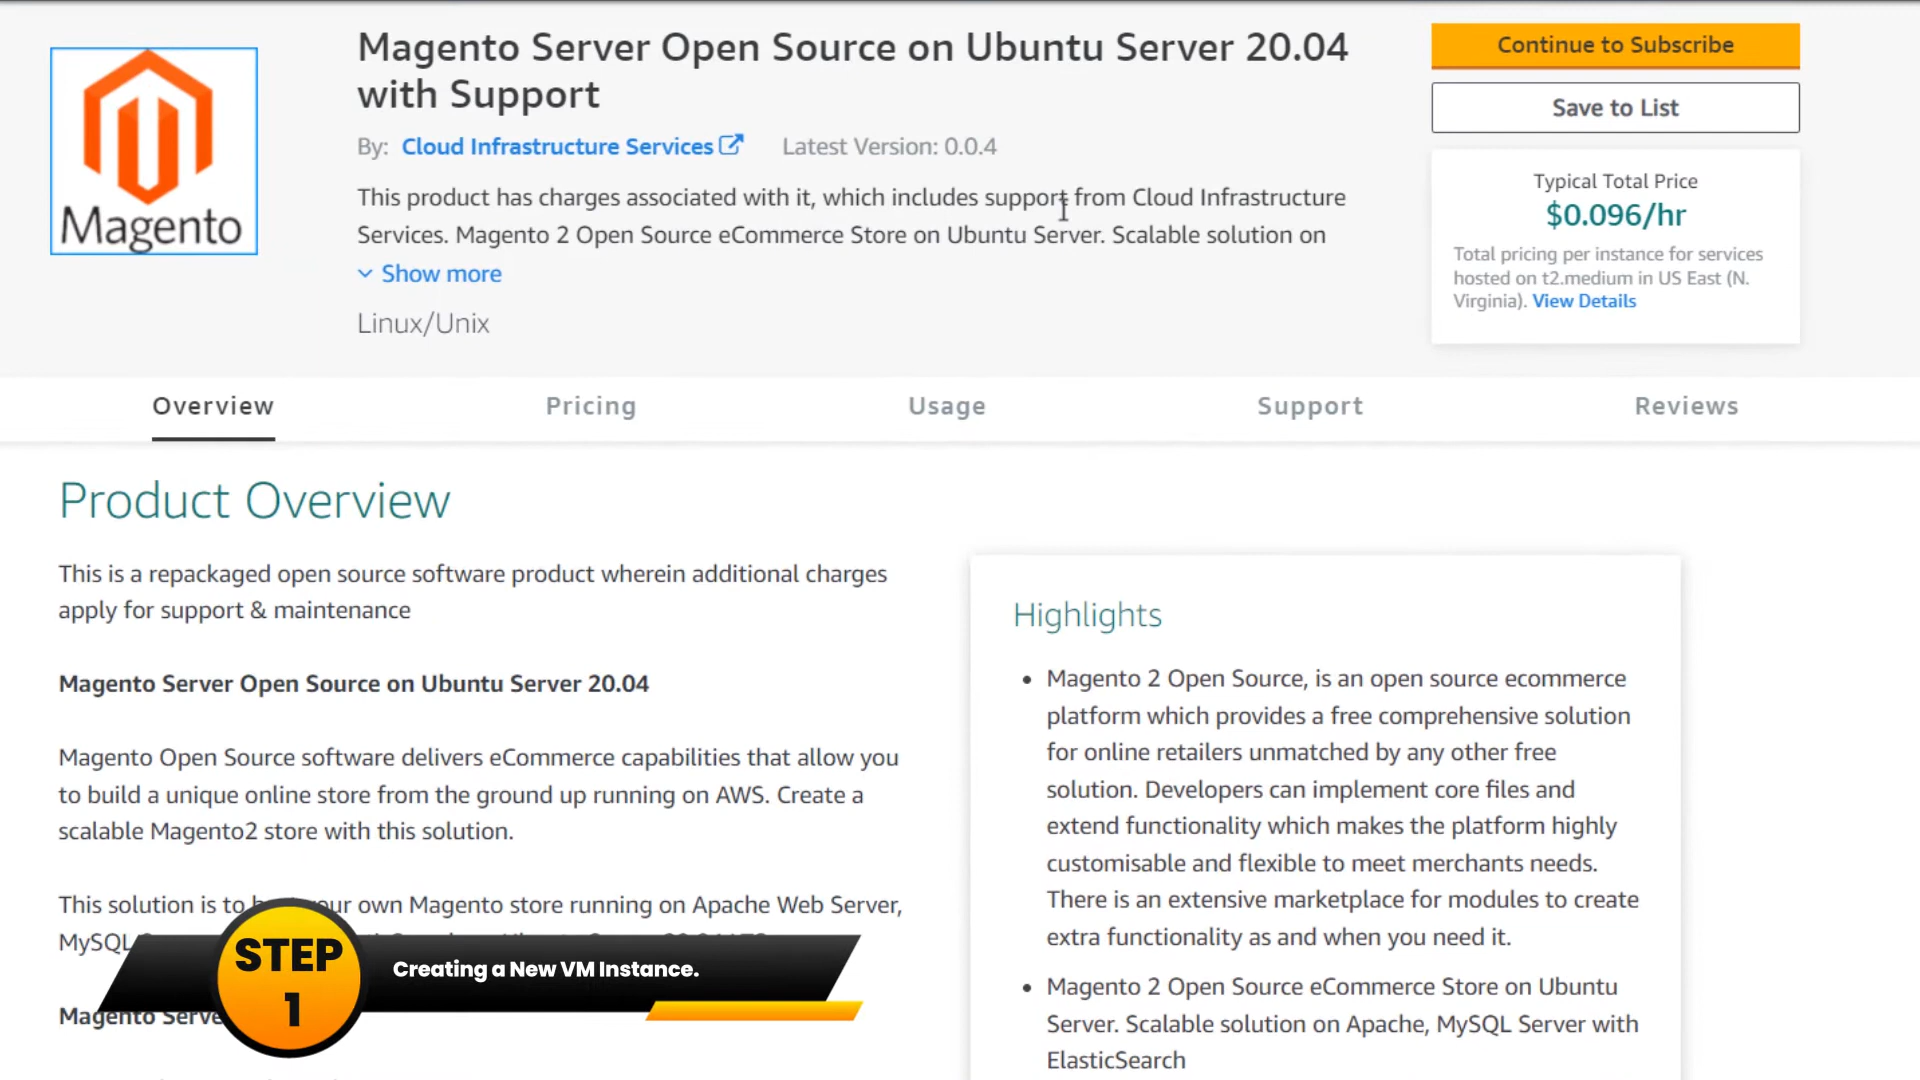 Magento
Magento Server Open Source on Ubuntu Server 20.04
with Support
By: Cloud Infrastructure Services
Latest Version: 0.0.4
This product has charges associated with it, which includes support from Cloud Infrastructure
Services. Magento 2 Open Source eCommerce Store on Ubuntu Server. Scalable solution on
Show more
Linux/Unix
Continue to Subscribe
Save to List
Typical Total Price
$0.096/hr
Total pricing per instance for services
hosted on t2.medium in US East (N.
Virginia). View Details
Overview
Pricing
Usage
Support
Reviews
Product Overview
This is a repackaged open source software product wherein additional charges
apply for support & maintenance
Magento Server Open Source on Ubuntu Server 20.04
Magento Open Source software delivers eCommerce capabilities that allow you
to build a unique online store from the ground up running on AWS. Create a
scalable Magento2 store with this solution.
This solution is to your own Magento store running on Apache Web Server,
MySQL
Magento Serve
STEP
1
Creating a New VM Instance.
Highlights
• Magento 2 Open Source, is an open source ecommerce
platform which provides a free comprehensive solution
for online retailers unmatched by any other free
solution. Developers can implement core files and
extend functionality which makes the platform highly
customisable and flexible to meet merchants needs.
There is an extensive marketplace for modules to create
extra functionality as and when you need it.
• Magento 2 Open Source eCommerce Store on Ubuntu
Server. Scalable solution on Apache, MySQL Server with
ElasticSearch